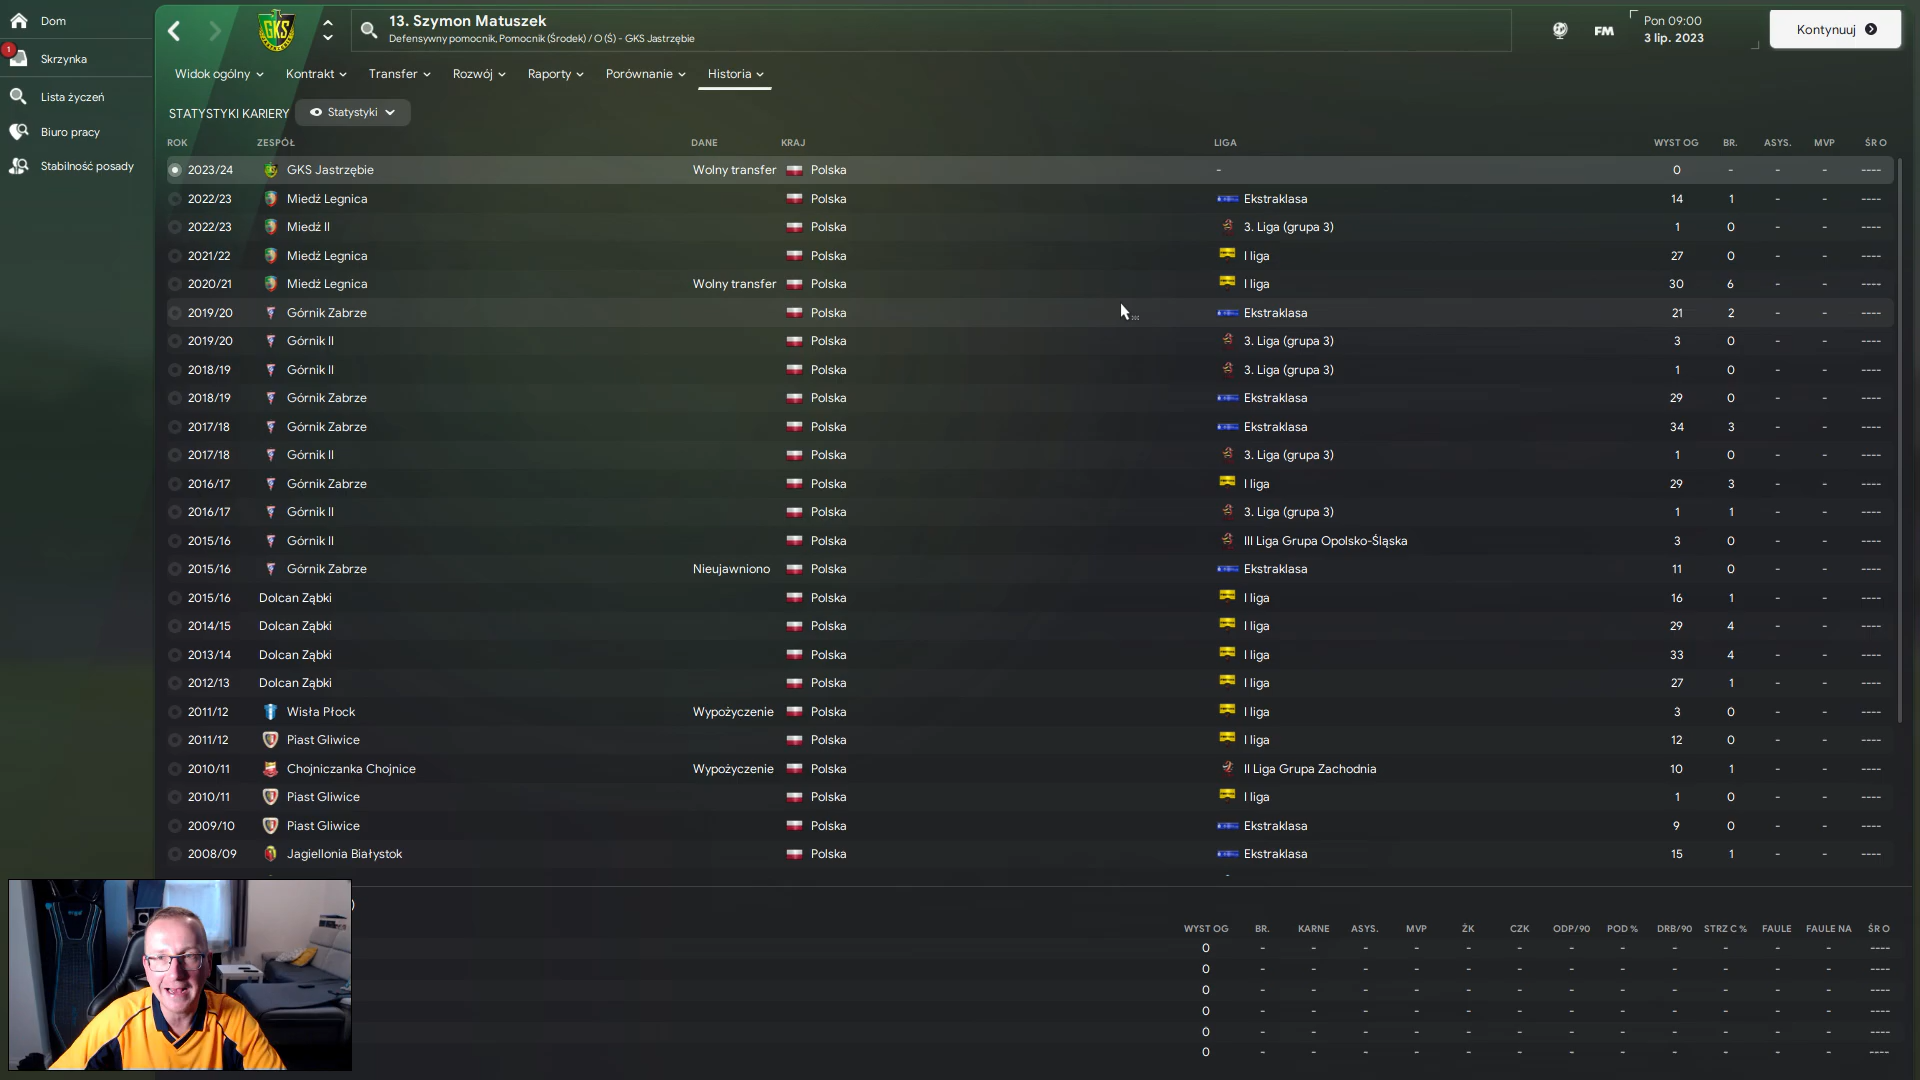 Dom
13. Szymon Matuszek
Defensywny pomocnik, Pomocnik (Środek) / O (Ś) - GKS Jastrzębie
FM
Pon 09:00
3 lip. 2023
Kontynuuj
1
Skrzynka
Lista życzeń
Biuro pracy
Stabilność posady
GKS
Widok ogólny Kontrakt Transfer Rozwój Raporty Porównanie Historia
STATYSTYKI KARIERY Statystyki
ROK ZESPÓŁ DANE KRAJ LIGA WYST OG BR. ASYS. MVP ŚR O
2023/24 GKS Jastrzębie Wolny transfer Polska - 0 - - - ----
2022/23 Miedź Legnica Polska Ekstraklasa 14 1 - - ----
2022/23 Miedź II Polska 3. Liga (grupa 3) 1 0 - - ----
2021/22 Miedź Legnica Polska I liga 27 0 - - ----
2020/21 Miedź Legnica Wolny transfer Polska I liga 30 6 - - ----
2019/20 Górnik Zabrze Polska Ekstraklasa 21 2 - - ----
2019/20 Górnik II Polska 3. Liga (grupa 3) 3 0 - - ----
2018/19 Górnik II Polska 3. Liga (grupa 3) 1 0 - - ----
2018/19 Górnik Zabrze Polska Ekstraklasa 29 0 - - ----
2017/18 Górnik Zabrze Polska Ekstraklasa 34 3 - - ----
2017/18 Górnik II Polska 3. Liga (grupa 3) 1 0 - - ----
2016/17 Górnik Zabrze Polska I liga 29 3 - - ----
2016/17 Górnik II Polska 3. Liga (grupa 3) 1 1 - - ----
2015/16 Górnik II Polska III Liga Grupa Opolsko-Śląska 3 0 - - ----
2015/16 Górnik Zabrze Nieujawniono Polska Ekstraklasa 11 0 - - ----
2015/16 Dolcan Ząbki Polska I liga 16 1 - - ----
2014/15 Dolcan Ząbki Polska I liga 29 4 - - ----
2013/14 Dolcan Ząbki Polska I liga 33 4 - - ----
2012/13 Dolcan Ząbki Polska I liga 27 1 - - ----
2011/12 Wisła Płock Wypożyczenie Polska I liga 3 0 - - ----
2011/12 Piast Gliwice Polska I liga 12 0 - - ----
2010/11 Chojniczanka Chojnice Wypożyczenie Polska II Liga Grupa Zachodnia 10 1 - - ----
2010/11 Piast Gliwice Polska I liga 1 0 - - ----
2009/10 Piast Gliwice Polska Ekstraklasa 9 0 - - ----
2008/09 Jagiellonia Białystok Polska Ekstraklasa 15 1 - - ----
)
WYST OG BR. KARNE ASYS. MVP ŻK CZK ODP/90 POD % DRB/90 STRZ C % FAULE FAULE NA ŚR O
0 - - - - - - - - - - - - ----
0 - - - - - - - - - - - - ----
0 - - - - - - - - - - - - ----
0 - - - - - - - - - - - - ----
0 - - - - - - - - - - - - ----
0 - - - - - - - - - - - - ----